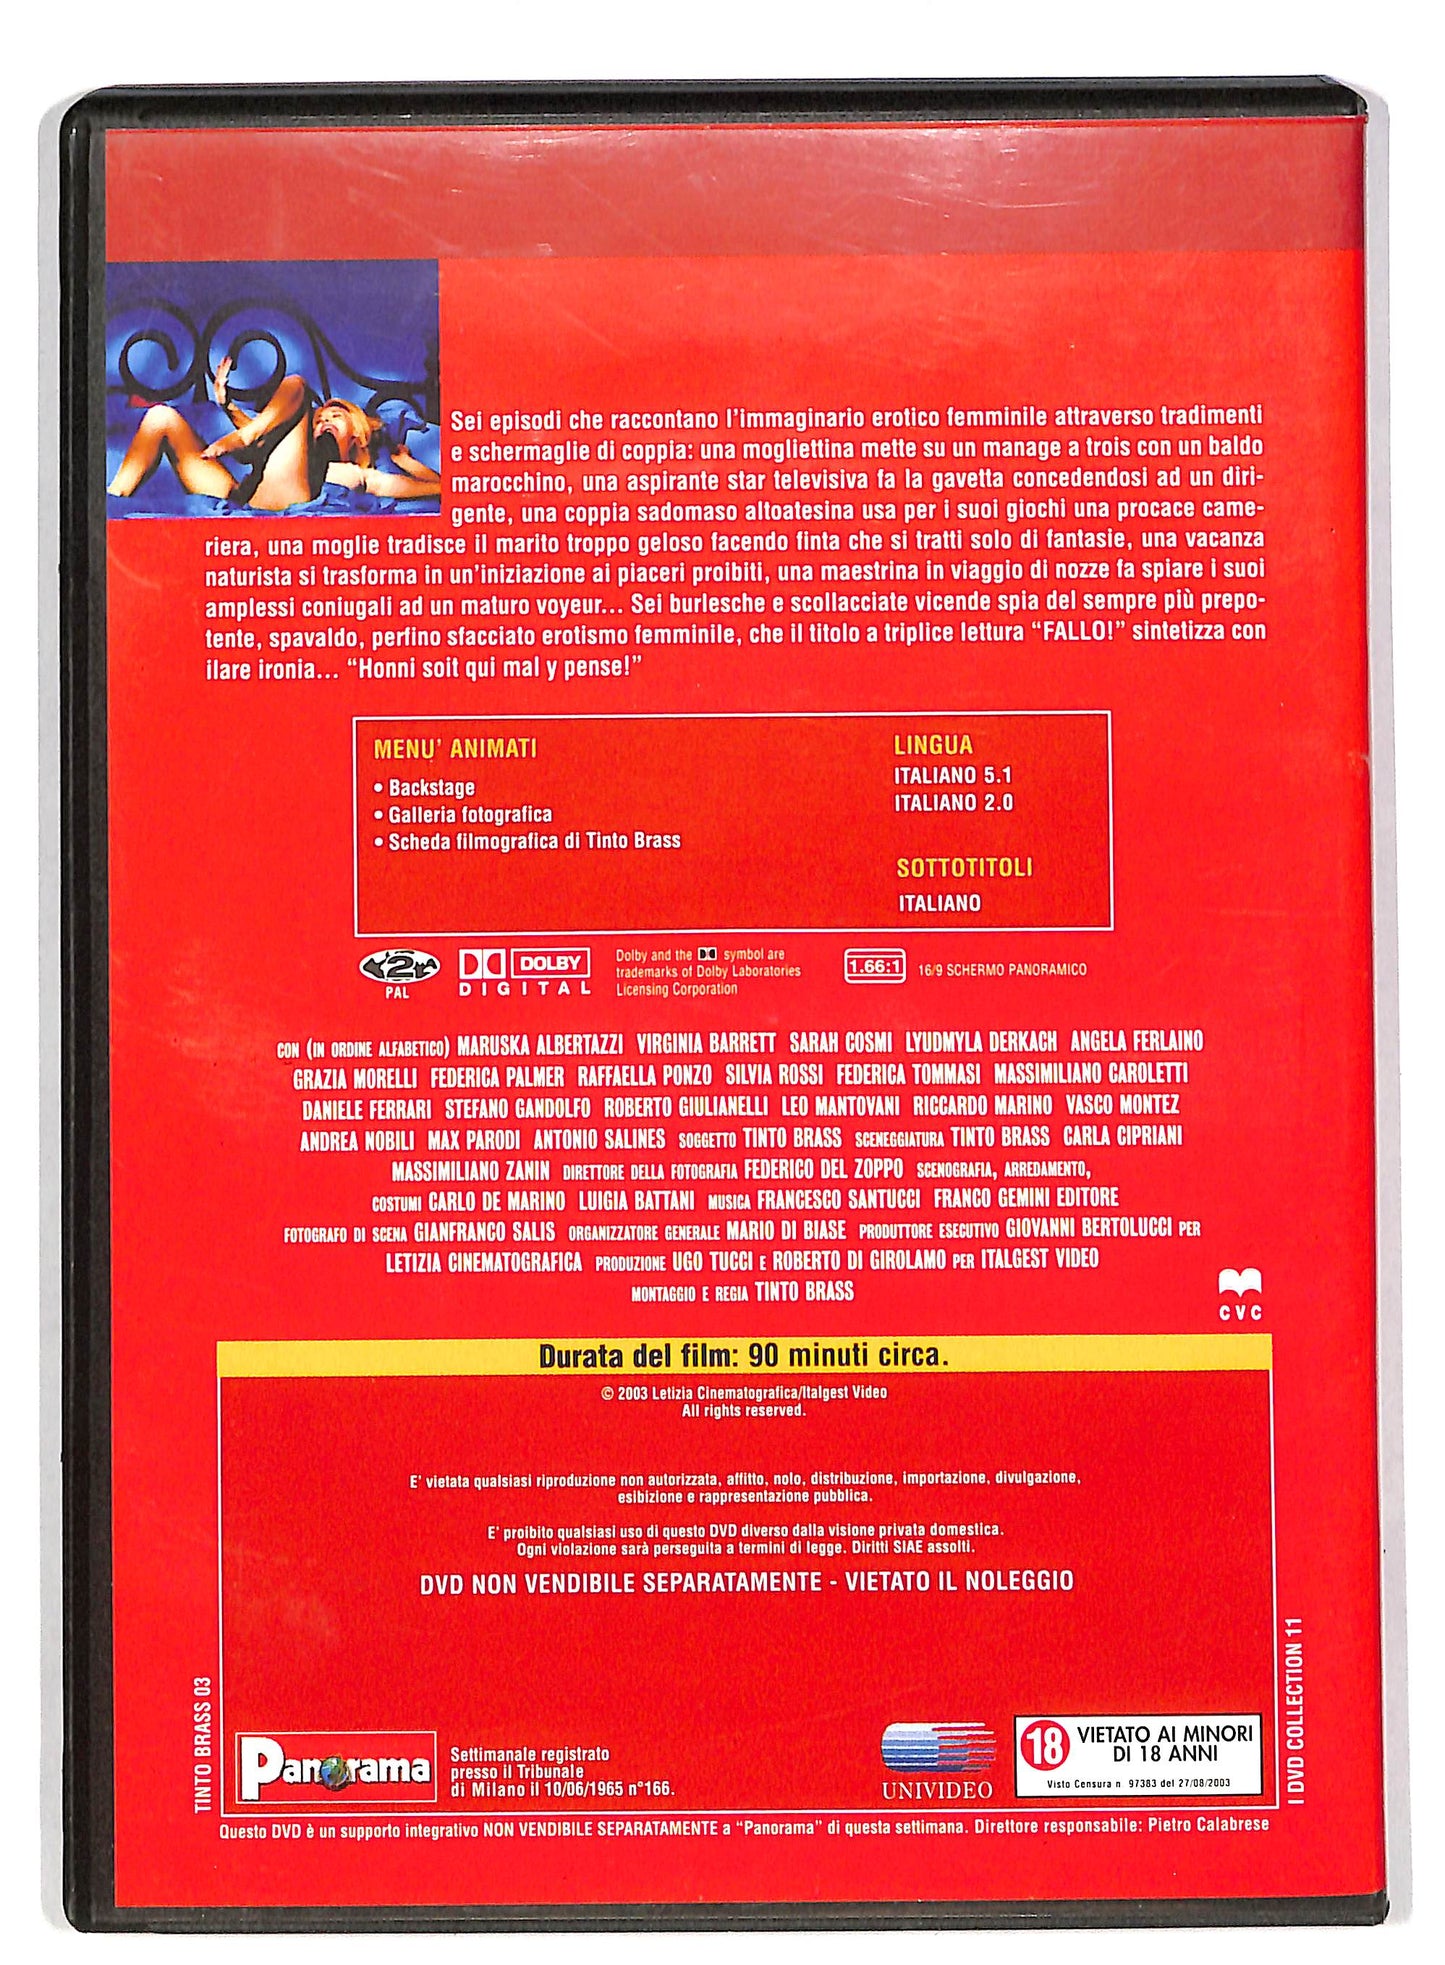 Sei episodi che raccontano l'immaginario erotico femminile attraverso tradimenti
e schermaglie di coppia: una mogliettina mette su un manage a trois con un baldo
marocchino, una aspirante star televisiva fa la gavetta concedendosi ad un diri-
gente, una coppia sadomaso altoatesina usa per i suoi giochi una procace came-
riera, una moglie tradisce il marito troppo geloso facendo finta che si tratti solo di fantasie, una vacanza
naturista si trasforma in un'iniziazione ai piaceri proibiti, una maestrina in viaggio di nozze fa spiare i suoi
amplessi coniugali ad un maturo voyeur... Sei burlesche e scollacciate vicende spia del sempre più prepo-
tente, spavaldo, perfino sfacciato erotismo femminile, che il titolo a triplice lettura "FALLO!" sintetizza con
ilare ironia... "Honni soit qui mal y pense!"
MENU' ANIMATI
• Backstage
• Galleria fotografica
• Scheda filmografica di Tinto Brass
LINGUA
ITALIANO 5.1
ITALIANO 2.0
SOTTOTITOLI
ITALIANO
2
PAL
DOLBY
DIGITAL
Dolby and the symbol are
trademarks of Dolby Laboratories
Licensing Corporation
1.66:1
16/9 SCHERMO PANORAMICO
CON (IN ORDINE ALFABETICO) MARUSKA ALBERTAZZI VIRGINIA BARRETT SARAH COSMI LYUDMYLA DERKACH ANGELA FERLAINO
GRAZIA MORELLI FEDERICA PALMER RAFFAELLA PONZO SILVIA ROSSI FEDERICA TOMMASI MASSIMILIANO CAROLETTI
DANIELE FERRARI STEFANO GANDOLFO ROBERTO GIULIANELLI LEO MANTOVANI RICCARDO MARINO VASCO MONTEZ
ANDREA NOBILI MAX PARODI ANTONIO SALINES SOGGETTO TINTO BRASS SCENEGGIATURA TINTO BRASS CARLA CIPRIANI
MASSIMILIANO ZANIN DIRETTORE DELLA FOTOGRAFIA FEDERICO DEL ZOPPO SCENOGRAFIA, ARREDAMENTO,
COSTUMI CARLO DE MARINO LUIGIA BATTANI MUSICA FRANCESCO SANTUCCI FRANCO GEMINI EDITORE
FOTOGRAFO DI SCENA GIANFRANCO SALIS ORGANIZZATORE GENERALE MARIO DI BIASE PRODUTTORE ESECUTIVO GIOVANNI BERTOLUCCI PER
LETIZIA CINEMATOGRAFICA PRODUZIONE UGO TUCCI E ROBERTO DI GIROLAMO PER ITALGEST VIDEO
MONTAGGIO E REGIA TINTO BRASS
CVC
Durata del film: 90 minuti circa.
© 2003 Letizia Cinematografica/Italgest Video
All rights reserved.
E' vietata qualsiasi riproduzione non autorizzata, affitto, nolo, distribuzione, importazione, divulgazione,
esibizione e rappresentazione pubblica.
E' proibito qualsiasi uso di questo DVD diverso dalla visione privata domestica.
Ogni violazione sarà perseguita a termini di legge. Diritti SIAE assolti.
DVD NON VENDIBILE SEPARATAMENTE - VIETATO IL NOLEGGIO
TINTO BRASS 03
I DVD COLLECTION 11
Panorama
Settimanale registrato
presso il Tribunale
di Milano il 10/06/1965 n°166.
UNIVIDEO
18 VIETATO AI MINORI
DI 18 ANNI
Visto Censura n 97383 del 27/08/2003
Questo DVD è un supporto integrativo NON VENDIBILE SEPARATAMENTE a "Panorama" di questa settimana. Direttore responsabile: Pietro Calabrese